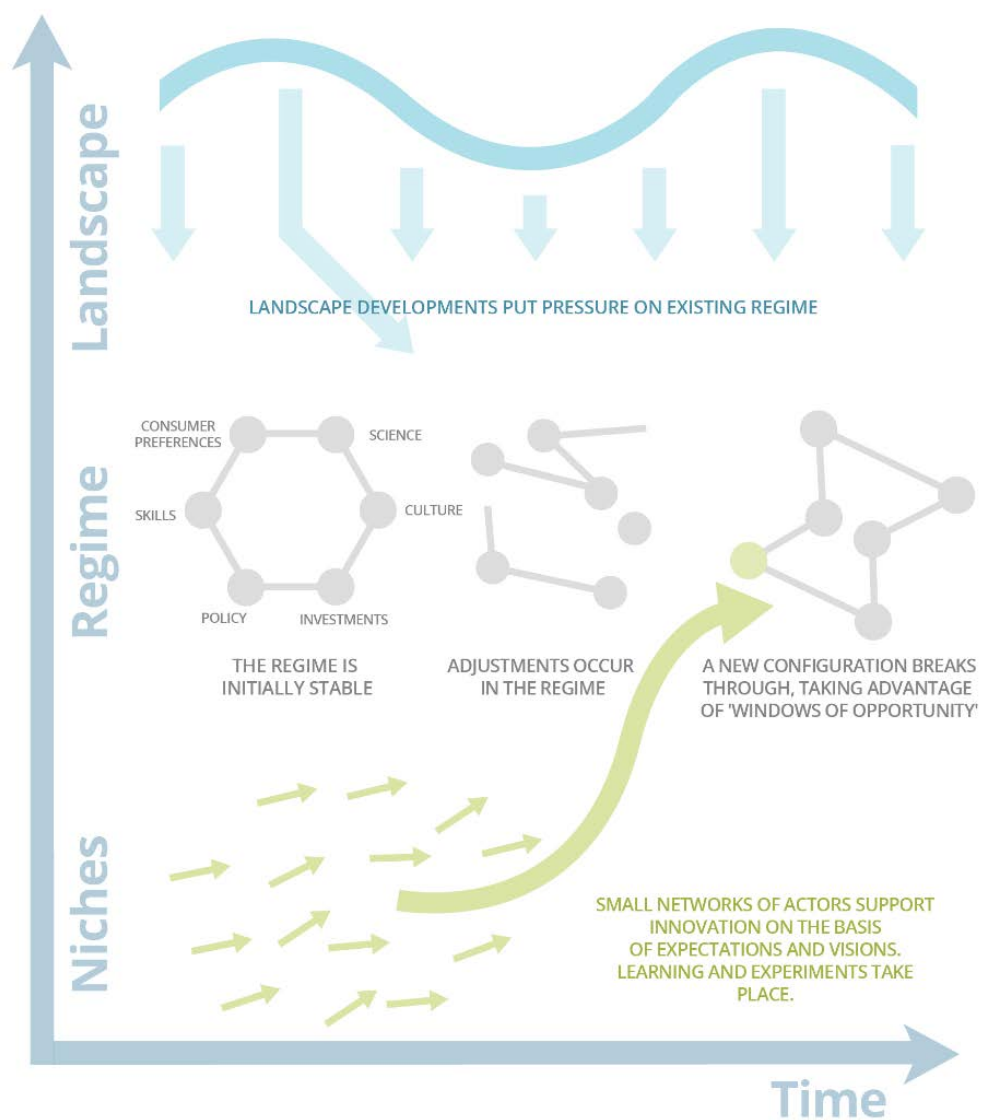 Landscape
LANDSCAPE DEVELOPMENTS PUT PRESSURE ON EXISTING REGIME
Regime
CONSUMER
PREFERENCES
SCIENCE
SKILLS
CULTURE
POLICY
INVESTMENTS
THE REGIME IS
INITIALLY STABLE
ADJUSTMENTS OCCUR
IN THE REGIME
A NEW CONFIGURATION BREAKS
THROUGH, TAKING ADVANTAGE
OF 'WINDOWS OF OPPORTUNITY'
Niches
SMALL NETWORKS OF ACTORS SUPPORT
INNOVATION ON THE BASIS
OF EXPECTATIONS AND VISIONS.
LEARNING AND EXPERIMENTS TAKE
PLACE.
Time